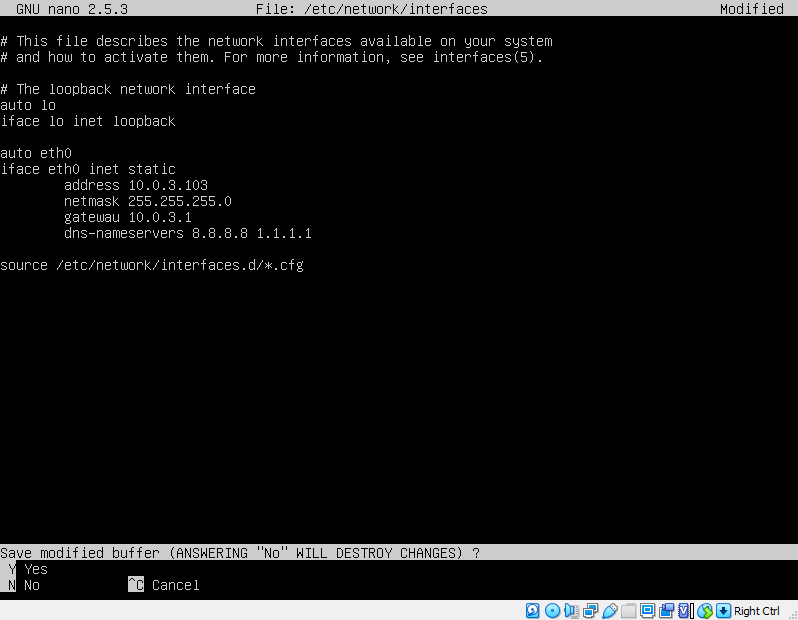 GNU nano 2.5.3 File: /etc/network/interfaces Modified
# This file describes the network interfaces available on your system
# and how to activate them. For more information, see interfaces(5).
# The loopback network interface
auto lo
iface lo inet loopback
auto eth0
iface eth0 inet static
address 10.0.3.103
netmask 255.255.255.0
gatewau 10.0.3.1
dns-nameservers 8.8.8.8 1.1.1.1
source /etc/network/interfaces.d/*.cfg
Save modified buffer (ANSWERING "No" WILL DESTROY CHANGES) ?
Y Yes
N No ^C Cancel
Right Ctrl